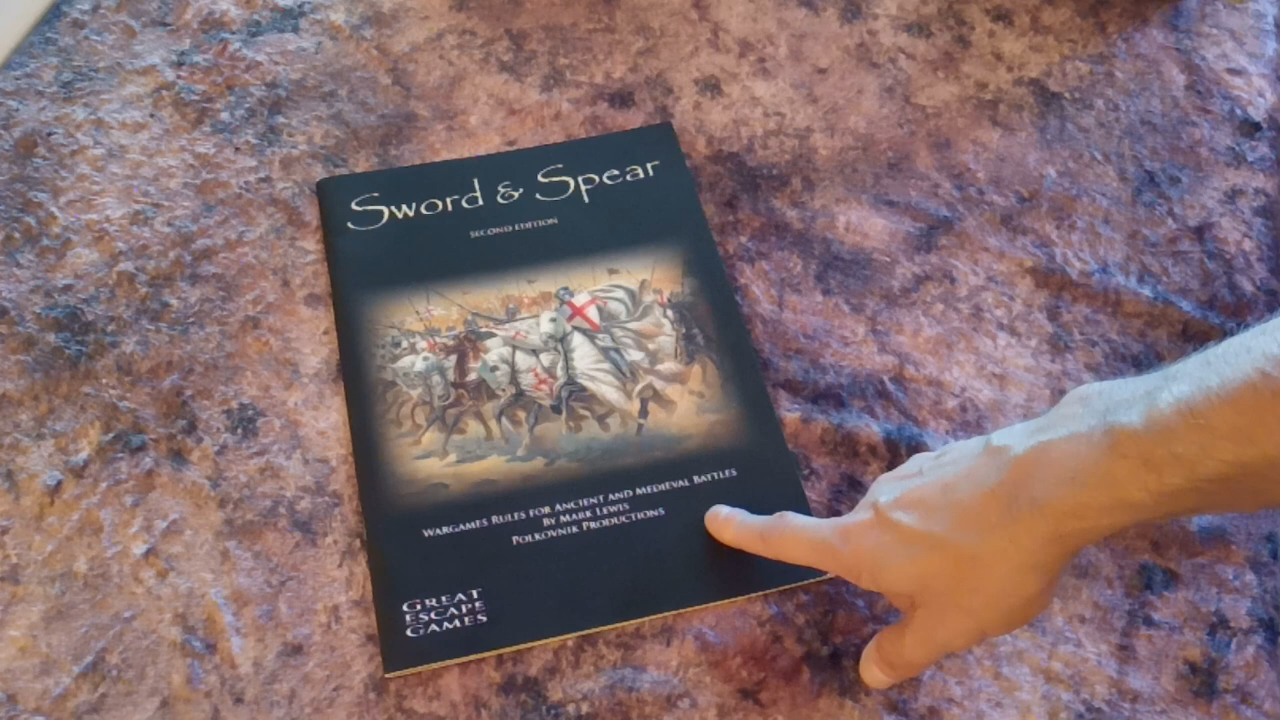 Sword & Spear
SECOND EDITION
WARGAMES RULES FOR ANCIENT AND MEDIEVAL BATTLES
BY MARK LEWIS
POLKOVNIK PRODUCTIONS
GREAT
ESCAPE
GAMES